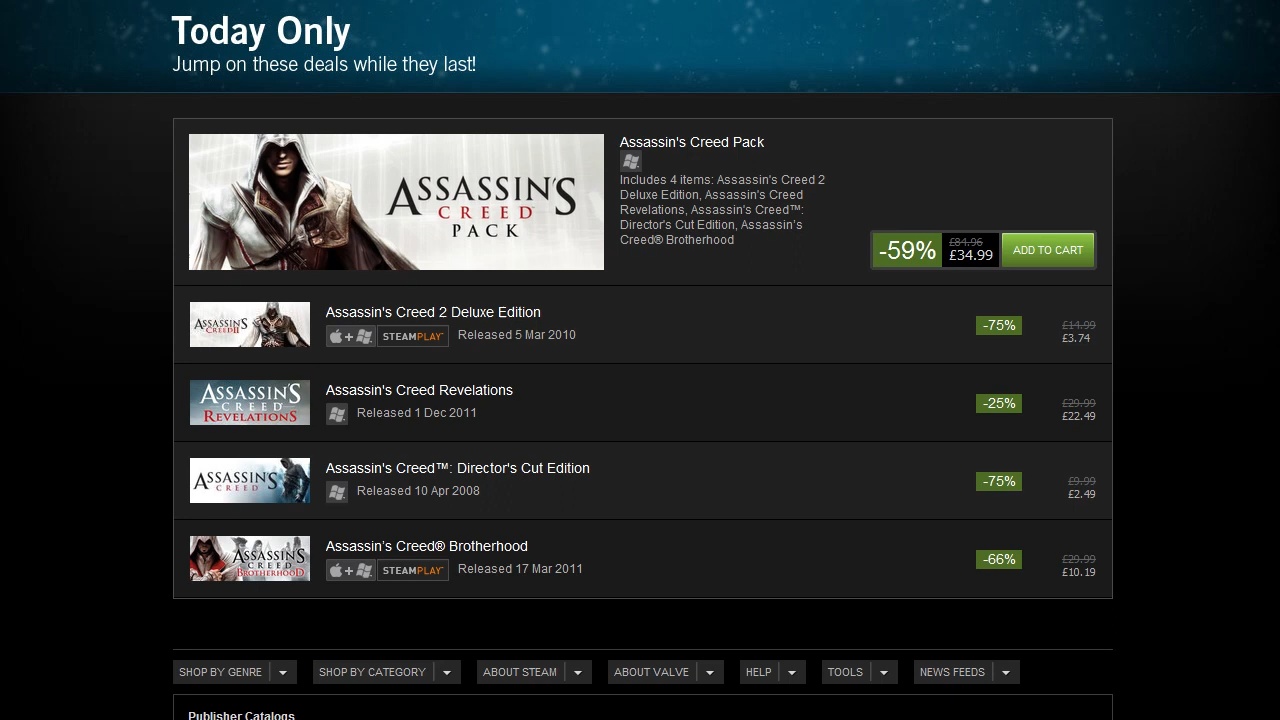 Today Only
Jump on these deals while they last!
ASSASSIN'S
CREED
PACK
Assassin's Creed Pack
Includes 4 items: Assassin's Creed 2
Deluxe Edition, Assassin's Creed
Revelations, Assassin's Creed™:
Director's Cut Edition, Assassin's
Creed® Brotherhood
-59%
£84.96
£34.99
ADD TO CART
ASSASSIN'S
CREED II
Assassin's Creed 2 Deluxe Edition
+
STEAMPLAY™
Released 5 Mar 2010
-75%
£14.99
£3.74
ASSASSIN'S
CREED
REVELATIONS
Assassin's Creed Revelations
Released 1 Dec 2011
-25%
£29.99
£22.49
ASSASSIN'S
CREED
Assassin's Creed™: Director's Cut Edition
Released 10 Apr 2008
-75%
£9.99
£2.49
ASSASSIN'S
CREED
BROTHERHOOD
Assassin's Creed® Brotherhood
+
STEAMPLAY™
Released 17 Mar 2011
-66%
£29.99
£10.19
SHOP BY GENRE
SHOP BY CATEGORY
ABOUT STEAM
ABOUT VALVE
HELP
TOOLS
NEWS FEEDS
Publisher Catalogs